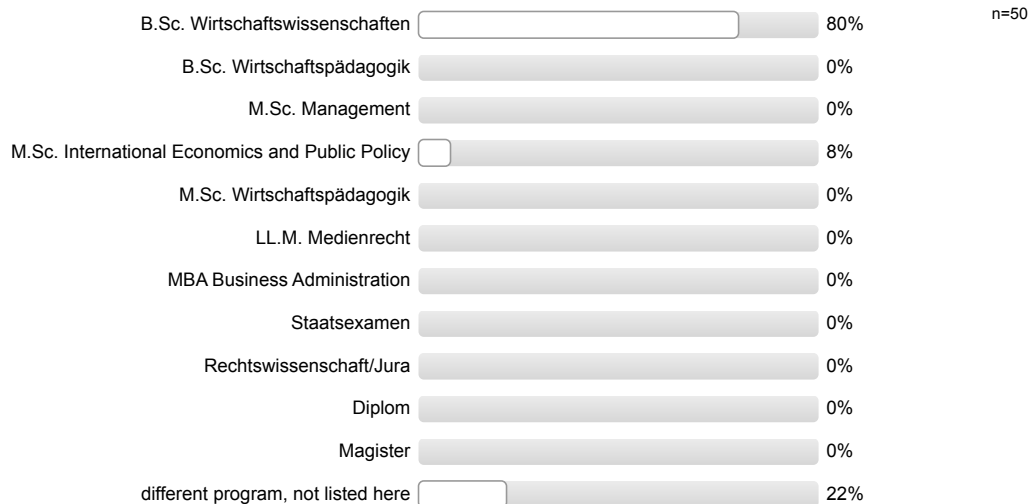 n=50
B.Sc. Wirtschaftswissenschaften 80%
B.Sc. Wirtschaftspädagogik 0%
M.Sc. Management 0%
M.Sc. International Economics and Public Policy 8%
M.Sc. Wirtschaftspädagogik 0%
LL.M. Medienrecht 0%
MBA Business Administration 0%
Staatsexamen 0%
Rechtswissenschaft/Jura 0%
Diplom 0%
Magister 0%
different program, not listed here 22%